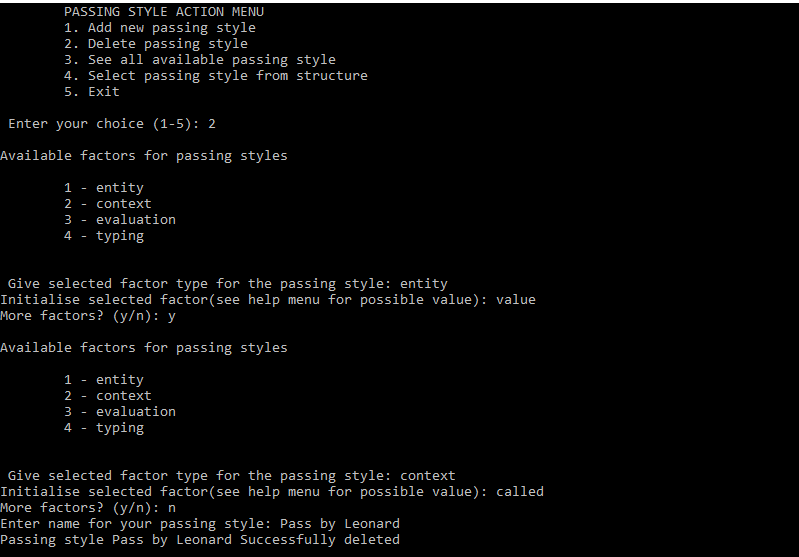 PASSING STYLE ACTION MENU
1. Add new passing style
2. Delete passing style
3. See all available passing style
4. Select passing style from structure
5. Exit
Enter your choice (1-5): 2
Available factors for passing styles
1 - entity
2 - context
3 - evaluation
4 - typing
Give selected factor type for the passing style: entity
Initialise selected factor(see help menu for possible value): value
More factors? (y/n): y
Available factors for passing styles
1 - entity
2 - context
3 - evaluation
4 - typing
Give selected factor type for the passing style: context
Initialise selected factor(see help menu for possible value): called
More factors? (y/n): n
Enter name for your passing style: Pass by Leonard
Passing style Pass by Leonard Successfully deleted